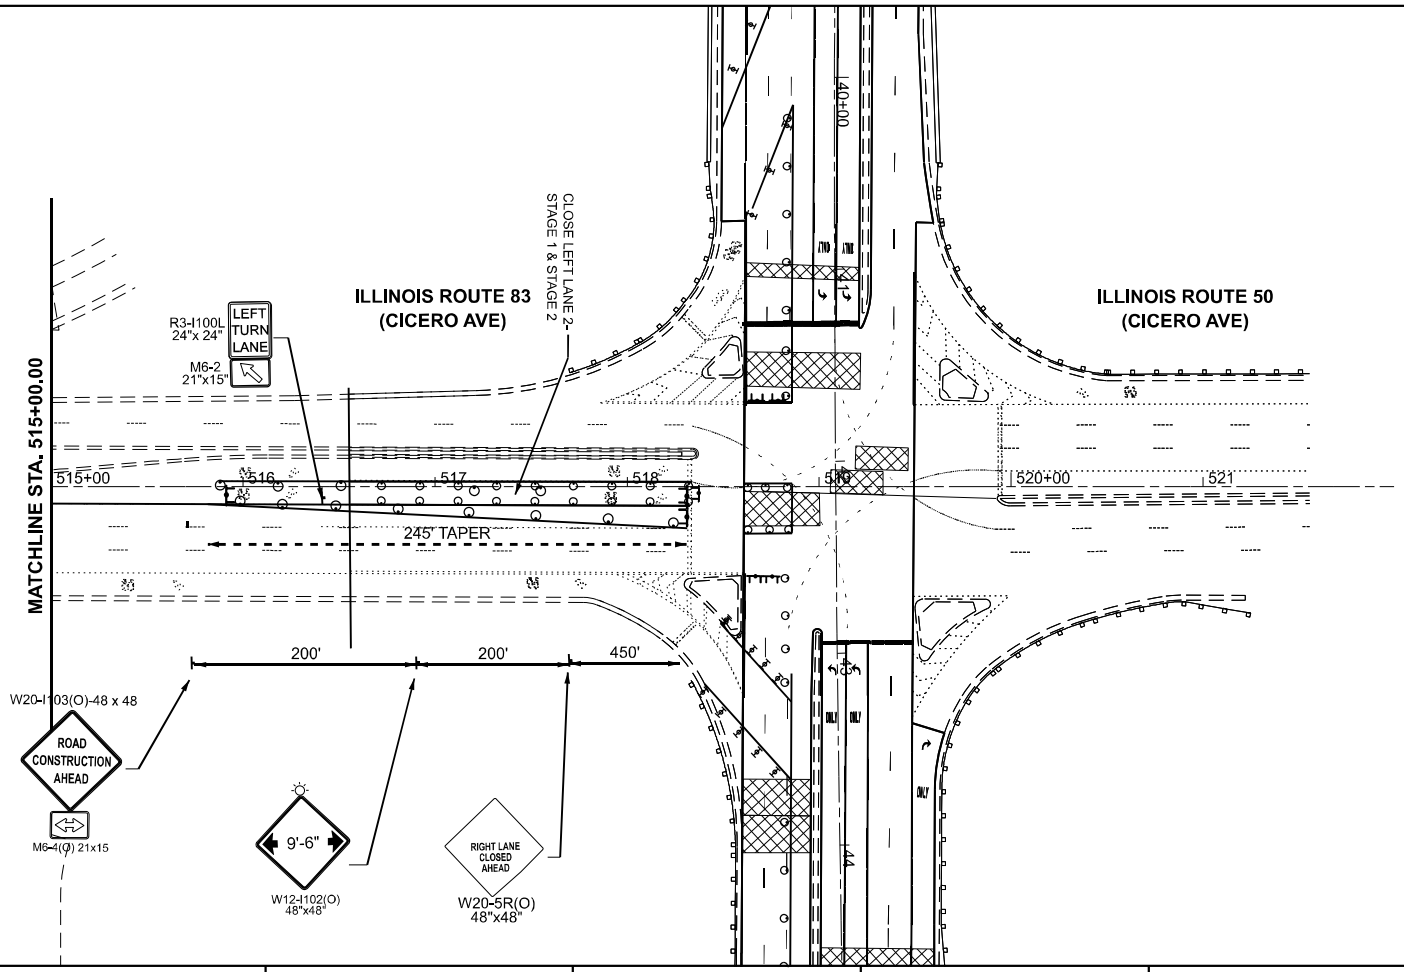 40+00
CLOSE LEFT LANE 2-
STAGE 1 & STAGE 2
ILLINOIS ROUTE 83
(CICERO AVE)
ILLINOIS ROUTE 50
(CICERO AVE)
ONLY
ONLY
LEFT
TURN
LANE
R3-I100L
24"x 24"
M6-2
21"x15"
MATCHLINE STA. 515+00.00
515+00
516
517
518
520+00
521
245' TAPER
200'
200'
450'
43
ONLY
ONLY
ONLY
44
W20-I103(O)-48 x 48
ROAD
CONSTRUCTION
AHEAD
M6-4(O) 21x15
9'-6"
W12-I102(O)
48"x48"
RIGHT LANE
CLOSED
AHEAD
W20-5R(O)
48"x48"